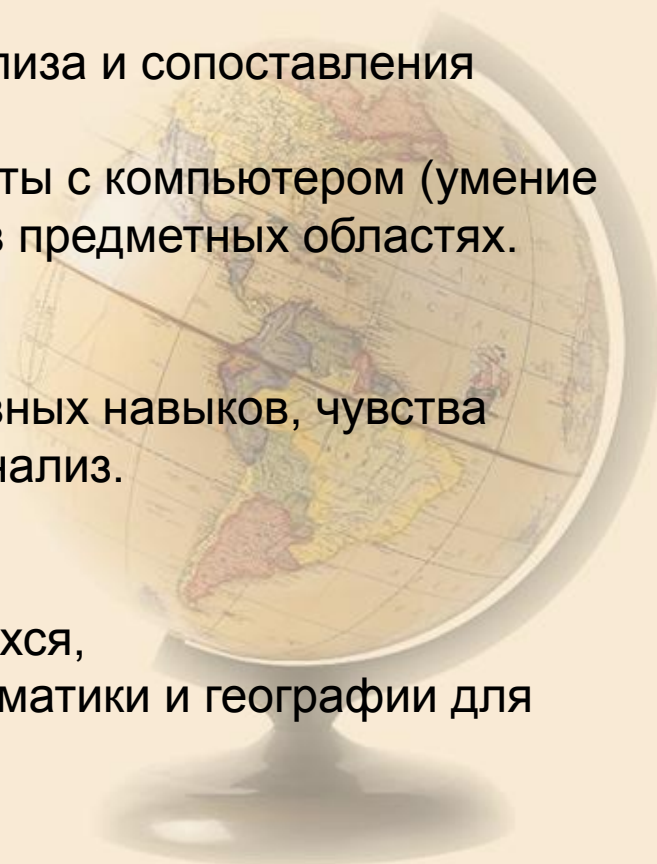 лиза и сопоставления
ты с компьютером (умение
в предметных областях.
вных навыков, чувства
нализ.
хся,
матики и географии для